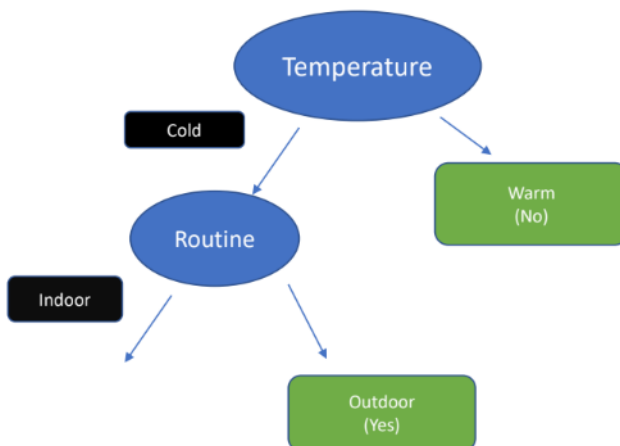 Temperature
Cold
Warm
(No)
Routine
Indoor
Outdoor
(Yes)